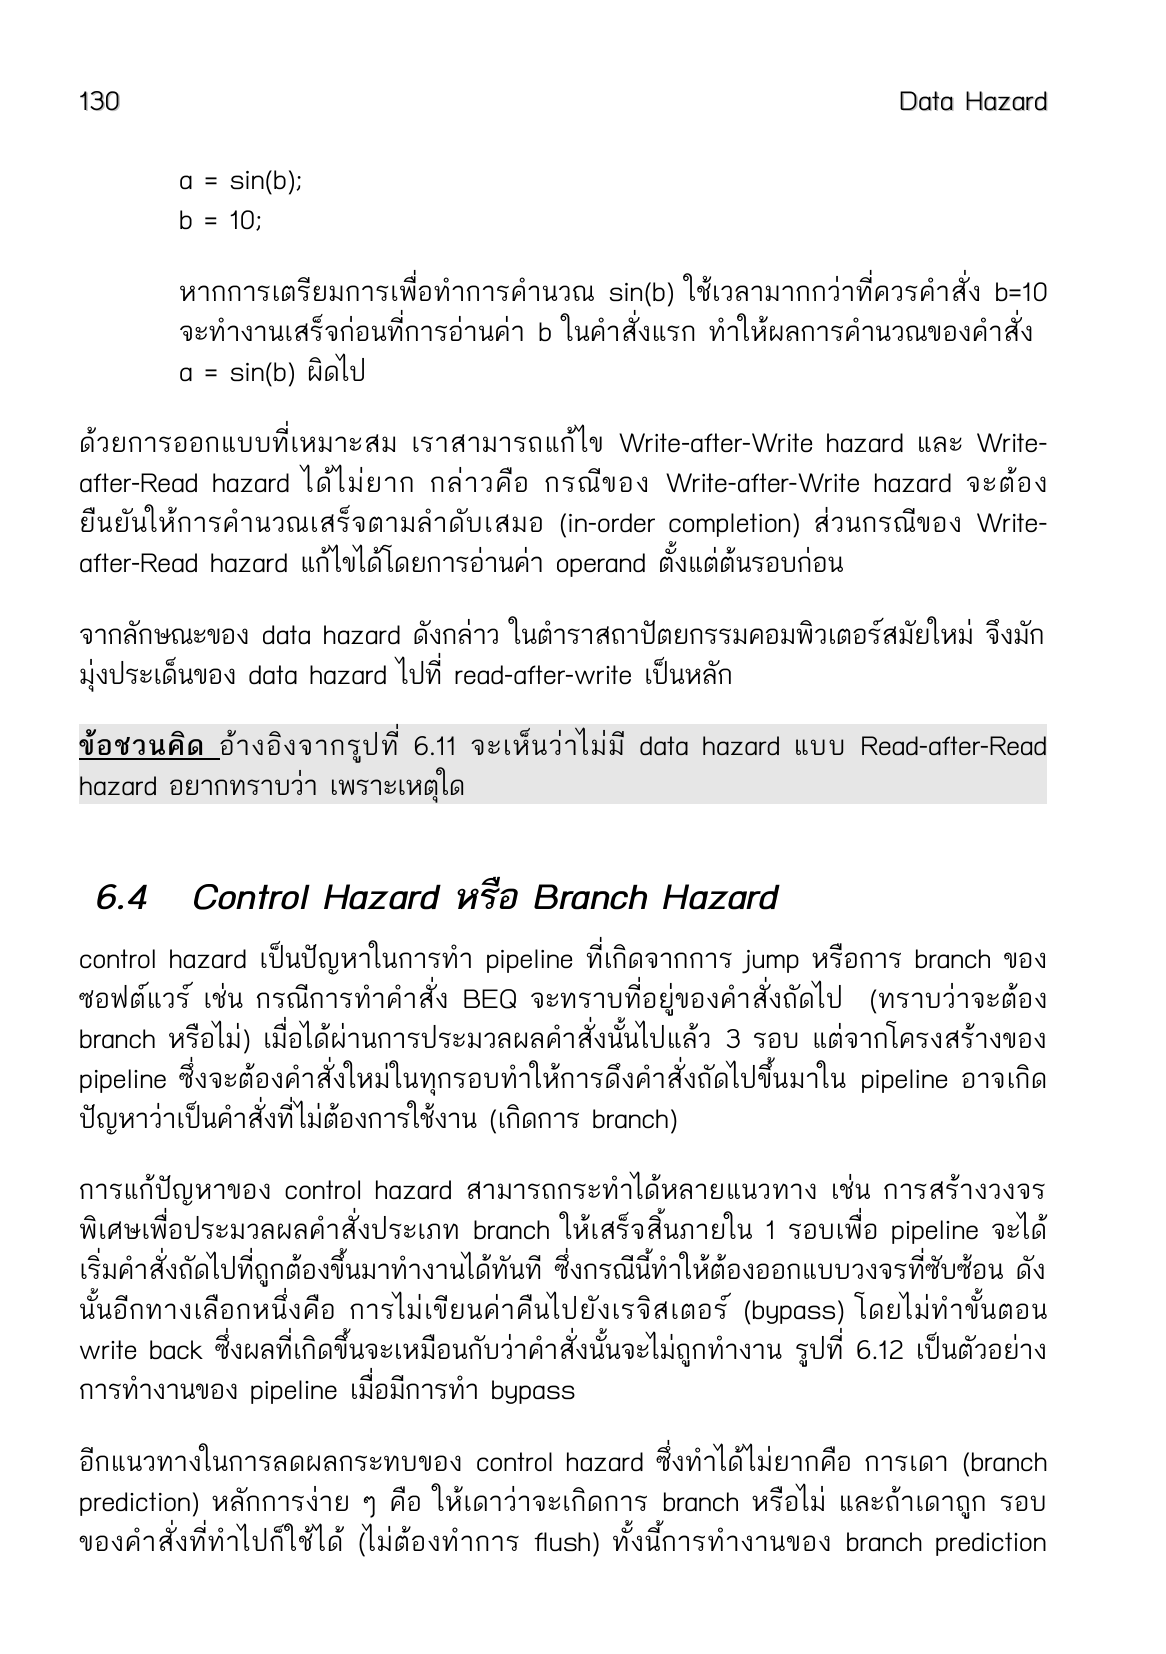 130 Data Hazard
a = sin(b);
b = 10;
หากการเตรียมการเพื่อทำการคำนวณ sin(b) ใช้เวลามากกว่าที่ควรคำสั่ง b=10
จะทำงานเสร็จก่อนที่การอ่านค่า b ในคำสั่งแรก ทำให้ผลการคำนวณของคำสั่ง
a = sin(b) ผิดไป
ด้วยการออกแบบที่เหมาะสม เราสามารถแก้ไข Write-after-Write hazard และ Write-
after-Read hazard ได้ไม่ยาก กล่าวคือ กรณีของ Write-after-Write hazard จะต้อง
ยืนยันให้การคำนวณเสร็จตามลำดับเสมอ (in-order completion) ส่วนกรณีของ Write-
after-Read hazard แก้ไขได้โดยการอ่านค่า operand ตั้งแต่ต้นรอบก่อน
จากลักษณะของ data hazard ดังกล่าว ในตำราสถาปัตยกรรมคอมพิวเตอร์สมัยใหม่ จึงมัก
มุ่งประเด็นของ data hazard ไปที่ read-after-write เป็นหลัก
ข้อชวนคิด อ้างอิงจากรูปที่ 6.11 จะเห็นว่าไม่มี data hazard แบบ Read-after-Read
hazard อยากทราบว่า เพราะเหตุใด
6.4 Control Hazard หรือ Branch Hazard
control hazard เป็นปัญหาในการทำ pipeline ที่เกิดจากการ jump หรือการ branch ของ
ซอฟต์แวร์ เช่น กรณีการทำคำสั่ง BEQ จะทราบที่อยู่ของคำสั่งถัดไป (ทราบว่าจะต้อง
branch หรือไม่) เมื่อได้ผ่านการประมวลผลคำสั่งนั้นไปแล้ว 3 รอบ แต่จากโครงสร้างของ
pipeline ซึ่งจะต้องคำสั่งใหม่ในทุกรอบทำให้การดึงคำสั่งถัดไปขึ้นมาใน pipeline อาจเกิด
ปัญหาว่าเป็นคำสั่งที่ไม่ต้องการใช้งาน (เกิดการ branch)
การแก้ปัญหาของ control hazard สามารถกระทำได้หลายแนวทาง เช่น การสร้างวงจร
พิเศษเพื่อประมวลผลคำสั่งประเภท branch ให้เสร็จสิ้นภายใน 1 รอบเพื่อ pipeline จะได้
เริ่มคำสั่งถัดไปที่ถูกต้องขึ้นมาทำงานได้ทันที ซึ่งกรณีนี้ทำให้ต้องออกแบบวงจรที่ซับซ้อน ดัง
นั้นอีกทางเลือกหนึ่งคือ การไม่เขียนค่าคืนไปยังเรจิสเตอร์ (bypass) โดยไม่ทำขั้นตอน
write back ซึ่งผลที่เกิดขึ้นจะเหมือนกับว่าคำสั่งนั้นจะไม่ถูกทำงาน รูปที่ 6.12 เป็นตัวอย่าง
การทำงานของ pipeline เมื่อมีการทำ bypass
อีกแนวทางในการลดผลกระทบของ control hazard ซึ่งทำได้ไม่ยากคือ การเดา (branch
prediction) หลักการง่าย ๆ คือ ให้เดาว่าจะเกิดการ branch หรือไม่ และถ้าเดาถูก รอบ
ของคำสั่งที่ทำไปก็ใช้ได้ (ไม่ต้องทำการ flush) ทั้งนี้การทำงานของ branch prediction